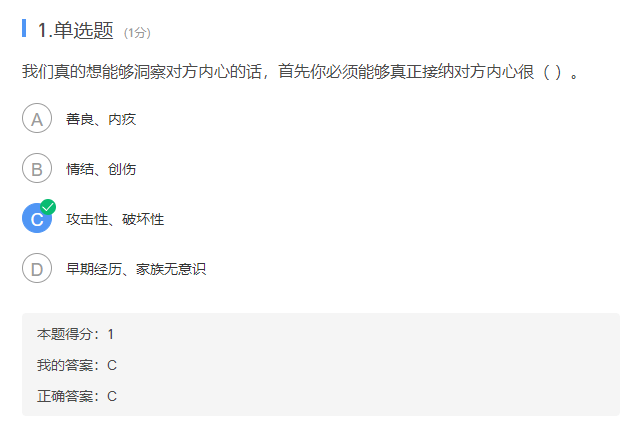 1.单选题 (1分)
我们真的想能够洞察对方内心的话，首先你必须能够真正接纳对方内心很（ ）。
A 善良、内疚
B 情结、创伤
C 攻击性、破坏性
D 早期经历、家族无意识
本题得分：1
我的答案：C
正确答案：C